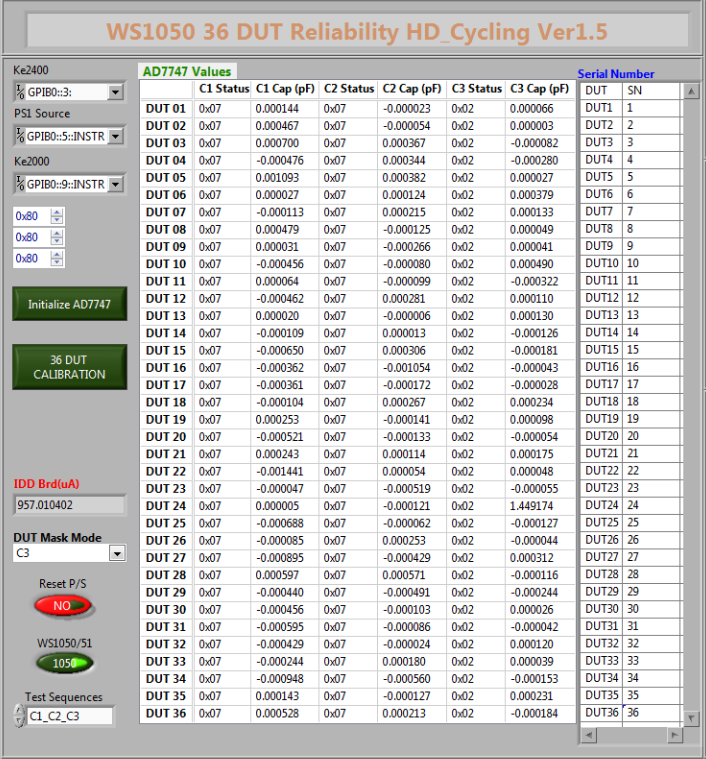 WS1050 36 DUT Reliability HD_Cycling Ver1.5
Ke2400
GPIB0::3:
PS1 Source
GPIB0::5::INSTR
Ke2000
GPIB0::9::INSTR
0x80
0x80
0x80
Initialize AD7747
36 DUT
CALIBRATION
IDD Brd(uA)
957.010402
DUT Mask Mode
C3
Reset P/S
NO
WS1050/51
1050
Test Sequences
C1_C2_C3
AD7747 Values
C1 Status C1 Cap (pF) C2 Status C2 Cap (pF) C3 Status C3 Cap (pF)
DUT 01 0x07 0.000144 0x07 -0.000023 0x02 0.000066
DUT 02 0x07 0.000467 0x07 -0.000054 0x02 0.000003
DUT 03 0x07 0.000700 0x07 0.000367 0x02 -0.000082
DUT 04 0x07 -0.000476 0x07 0.000344 0x02 -0.000280
DUT 05 0x07 0.001093 0x07 0.000382 0x02 0.000027
DUT 06 0x07 0.000027 0x07 0.000124 0x02 0.000379
DUT 07 0x07 -0.000113 0x07 0.000215 0x02 0.000133
DUT 08 0x07 0.000479 0x07 -0.000125 0x02 0.000049
DUT 09 0x07 0.000031 0x07 -0.000266 0x02 0.000041
DUT 10 0x07 -0.000456 0x07 -0.000080 0x02 0.000490
DUT 11 0x07 0.000064 0x07 -0.000099 0x02 -0.000322
DUT 12 0x07 -0.000462 0x07 0.000281 0x02 0.000110
DUT 13 0x07 0.000020 0x07 -0.000006 0x02 0.000130
DUT 14 0x07 -0.000109 0x07 0.000013 0x02 -0.000126
DUT 15 0x07 -0.000650 0x07 0.000306 0x02 -0.000181
DUT 16 0x07 -0.000362 0x07 -0.001054 0x02 -0.000043
DUT 17 0x07 -0.000361 0x07 -0.000172 0x02 -0.000028
DUT 18 0x07 -0.000104 0x07 0.000267 0x02 0.000234
DUT 19 0x07 0.000253 0x07 -0.000141 0x02 0.000098
DUT 20 0x07 -0.000521 0x07 -0.000133 0x02 -0.000054
DUT 21 0x07 0.000243 0x07 0.000114 0x02 0.000175
DUT 22 0x07 -0.001441 0x07 0.000054 0x02 0.000048
DUT 23 0x07 -0.000047 0x07 -0.000519 0x02 -0.000055
DUT 24 0x07 0.000005 0x07 -0.000121 0x02 1.449174
DUT 25 0x07 -0.000688 0x07 -0.000062 0x02 -0.000127
DUT 26 0x07 -0.000085 0x07 0.000253 0x02 -0.000044
DUT 27 0x07 -0.000895 0x07 -0.000429 0x02 0.000312
DUT 28 0x07 0.000597 0x07 0.000571 0x02 -0.000116
DUT 29 0x07 -0.000440 0x07 -0.000491 0x02 -0.000244
DUT 30 0x07 -0.000456 0x07 -0.000103 0x02 0.000026
DUT 31 0x07 -0.000595 0x07 -0.000086 0x02 -0.000042
DUT 32 0x07 -0.000429 0x07 -0.000024 0x02 0.000120
DUT 33 0x07 -0.000244 0x07 0.000180 0x02 0.000039
DUT 34 0x07 -0.000948 0x07 -0.000560 0x02 -0.000153
DUT 35 0x07 0.000143 0x07 -0.000127 0x02 0.000231
DUT 36 0x07 0.000528 0x07 0.000213 0x02 -0.000184
Serial Number
DUT SN
DUT1 1
DUT2 2
DUT3 3
DUT4 4
DUT5 5
DUT6 6
DUT7 7
DUT8 8
DUT9 9
DUT10 10
DUT11 11
DUT12 12
DUT13 13
DUT14 14
DUT15 15
DUT16 16
DUT17 17
DUT18 18
DUT19 19
DUT20 20
DUT21 21
DUT22 22
DUT23 23
DUT24 24
DUT25 25
DUT26 26
DUT27 27
DUT28 28
DUT29 29
DUT30 30
DUT31 31
DUT32 32
DUT33 33
DUT34 34
DUT35 35
DUT36 36